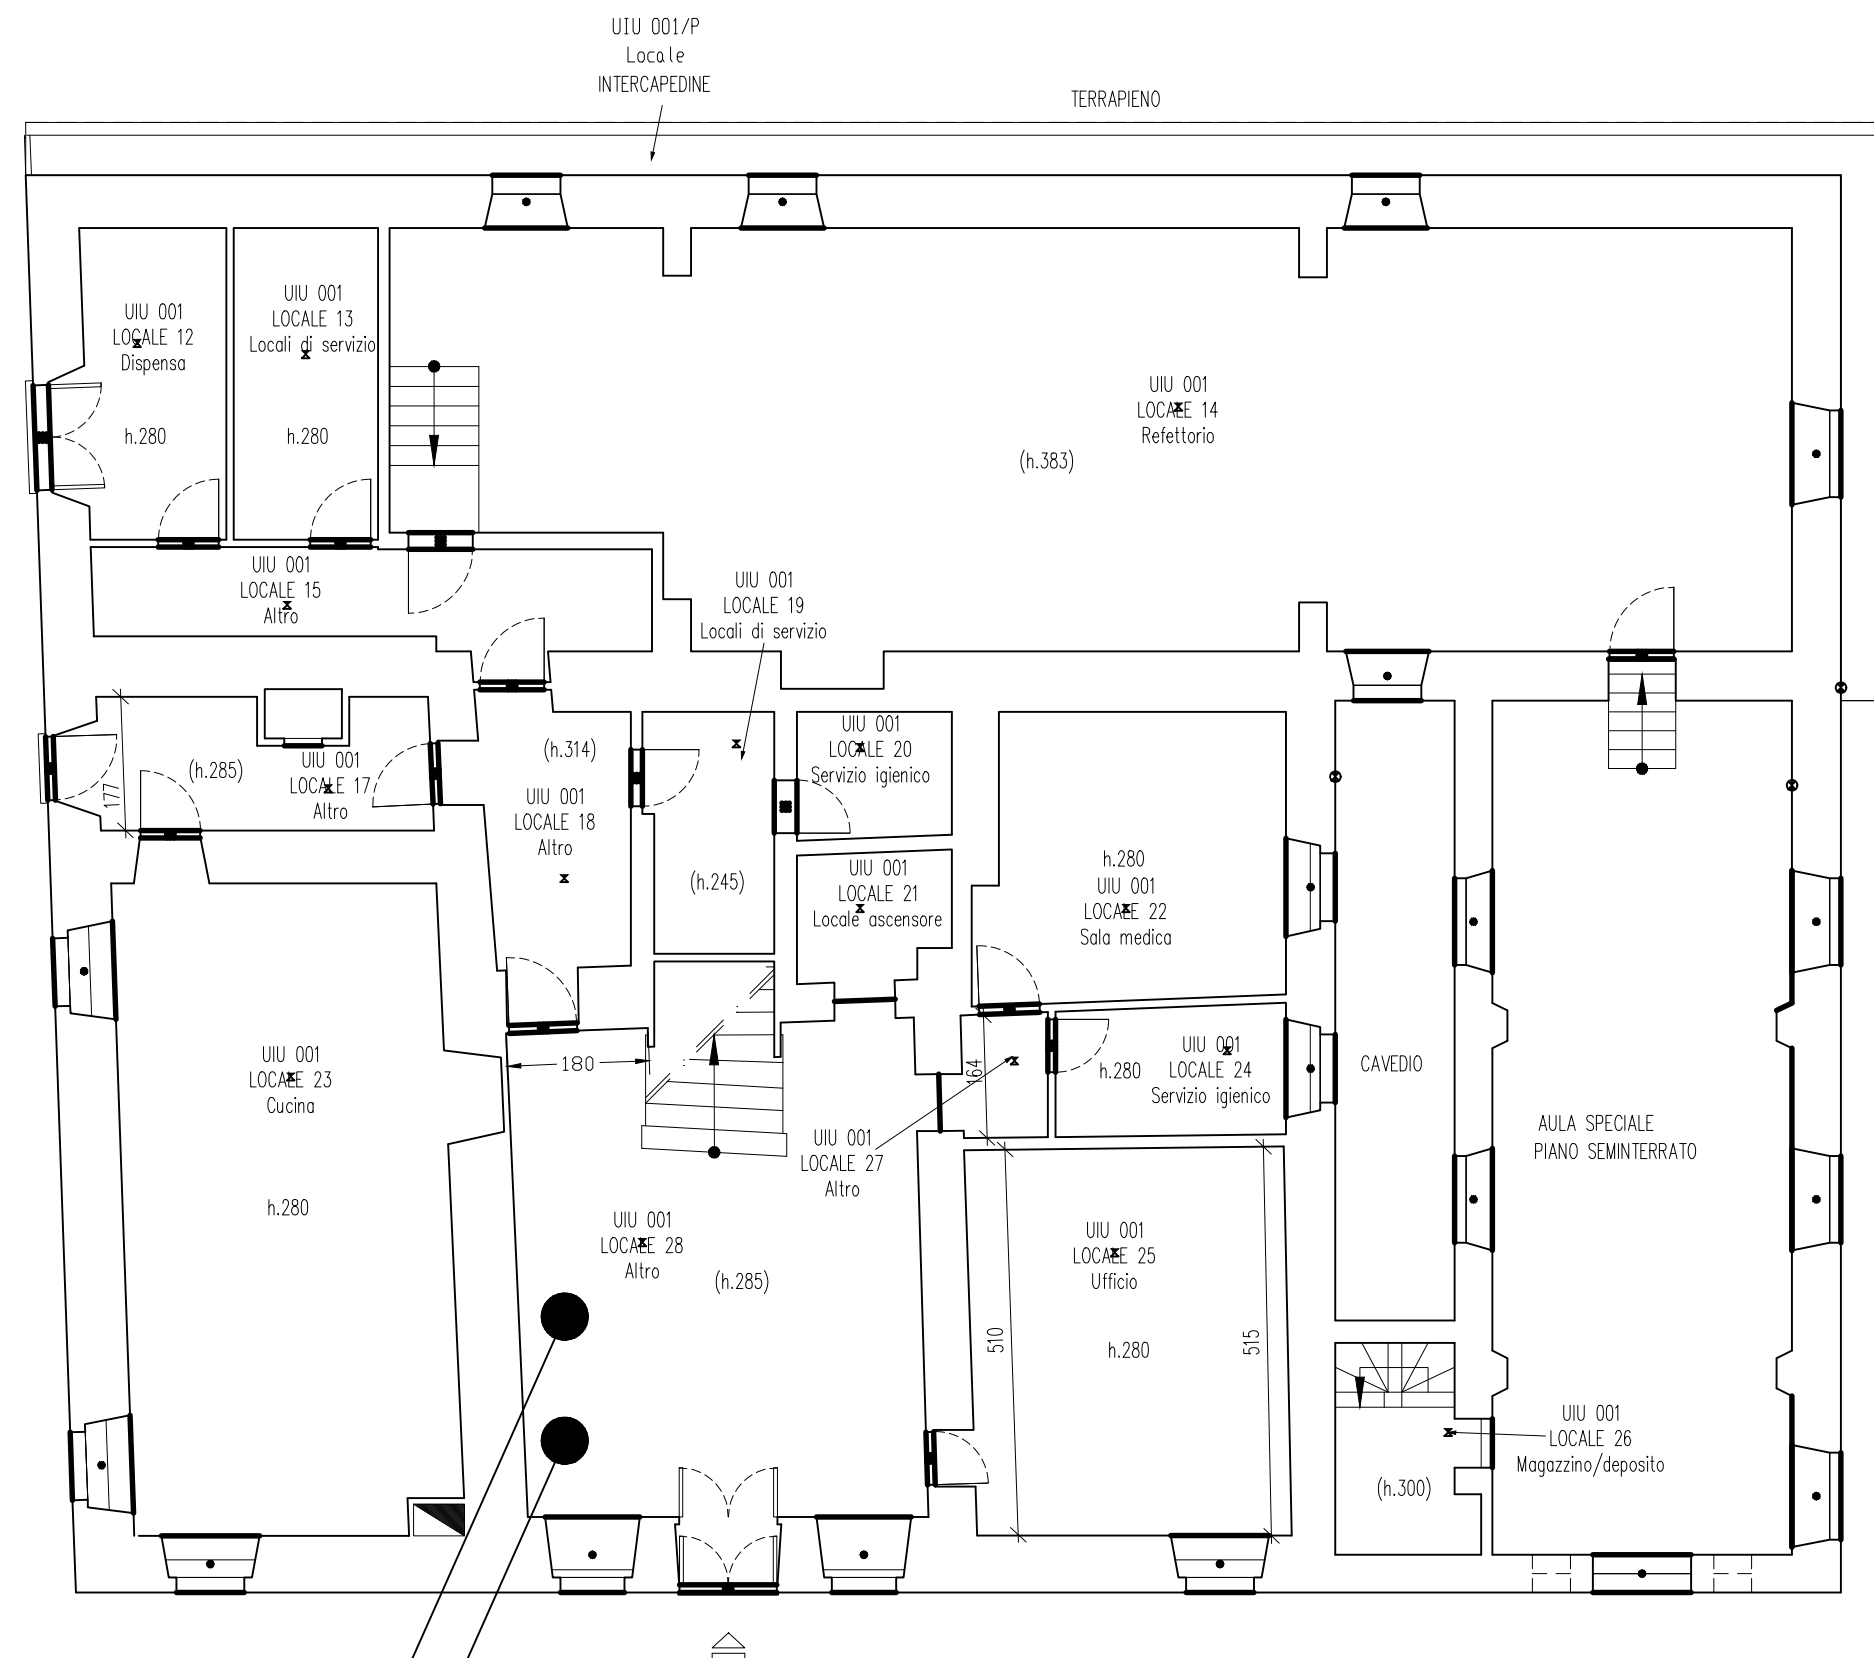 UIU 001/P
Locale
INTERCAPEDINE
TERRAPIENO
UIU 001
LOCALE 12
Dispensa
h.280
UIU 001
LOCALE 13
Locali di servizio
h.280
UIU 001
LOCALE 14
Refettorio
(h.383)
UIU 001
LOCALE 15
Altro
UIU 001
LOCALE 19
Locali di servizio
177
(h.285)
UIU 001
LOCALE 17
Altro
(h.314)
UIU 001
LOCALE 18
Altro
(h.245)
UIU 001
LOCALE 20
Servizio igienico
UIU 001
LOCALE 21
Locale ascensore
h.280
UIU 001
LOCALE 22
Sala medica
UIU 001
LOCALE 23
Cucina
h.280
180
164
h.280
UIU 001
LOCALE 24
Servizio igienico
CAVEDIO
AULA SPECIALE
PIANO SEMINTERRATO
UIU 001
LOCALE 27
Altro
UIU 001
LOCALE 28
Altro
(h.285)
UIU 001
LOCALE 25
Ufficio
510
h.280
515
UIU 001
LOCALE 26
Magazzino/deposito
(h.300)